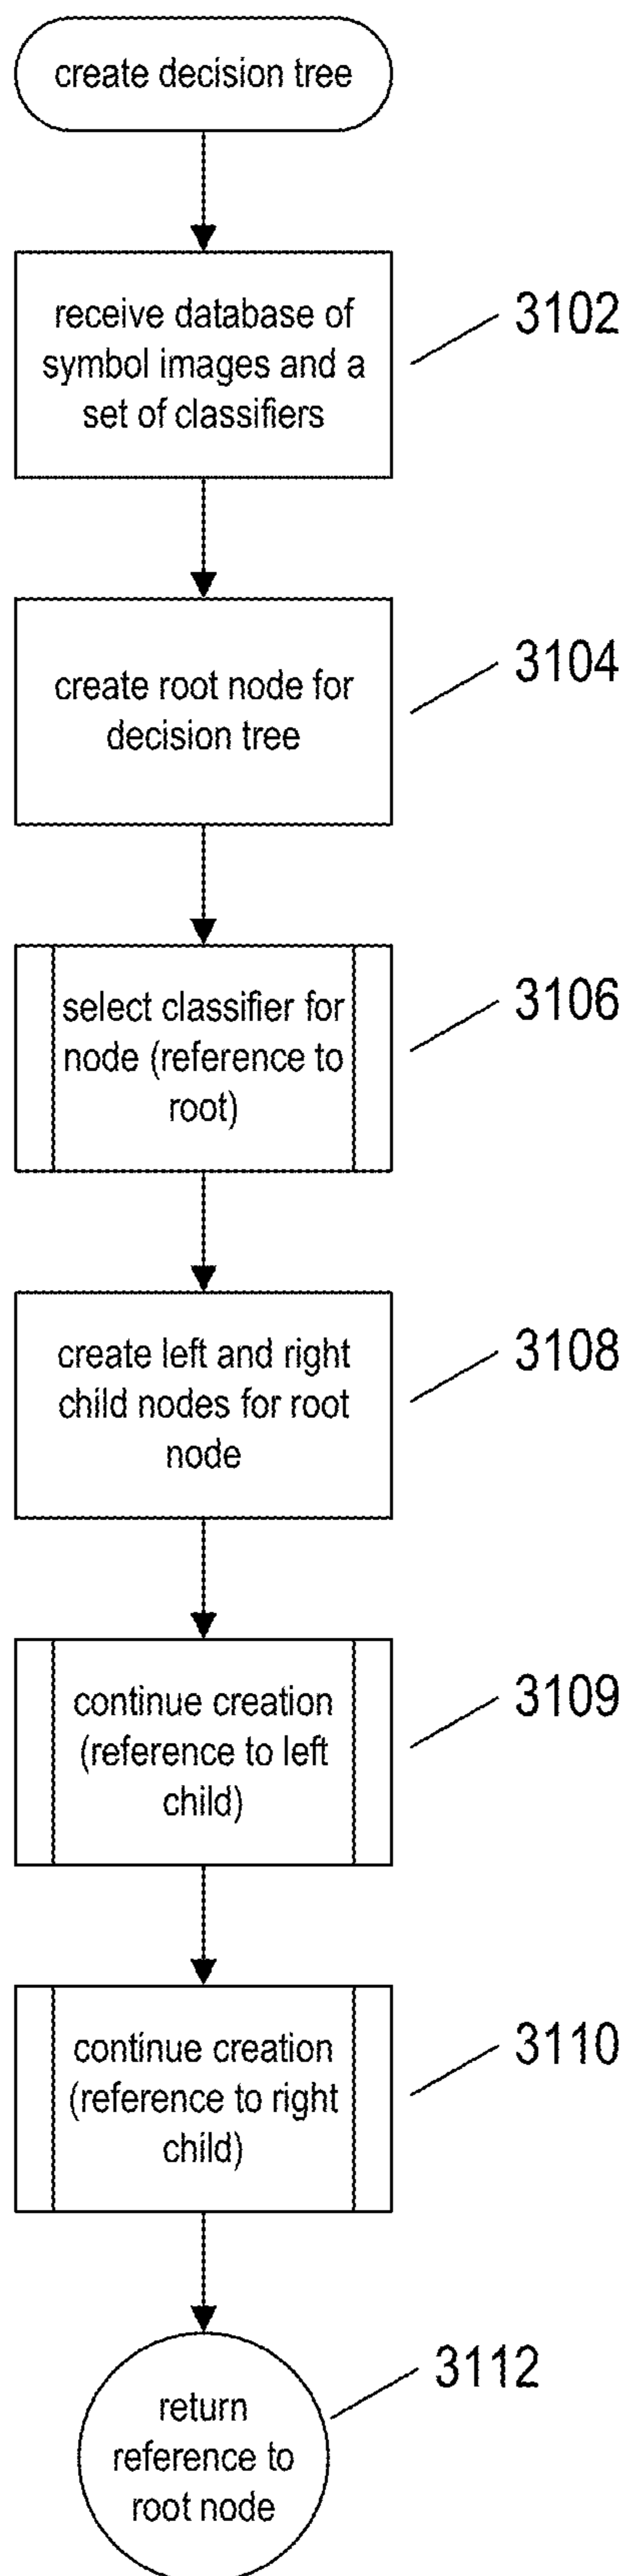 create decision tree
receive database of
symbol images and a
set of classifiers
3102
create root node for
decision tree
3104
select classifier for
node (reference to
root)
3106
create left and right
child nodes for root
node
3108
continue creation
(reference to left
child)
3109
continue creation
(reference to right
child)
3110
return
reference to
root node
3112